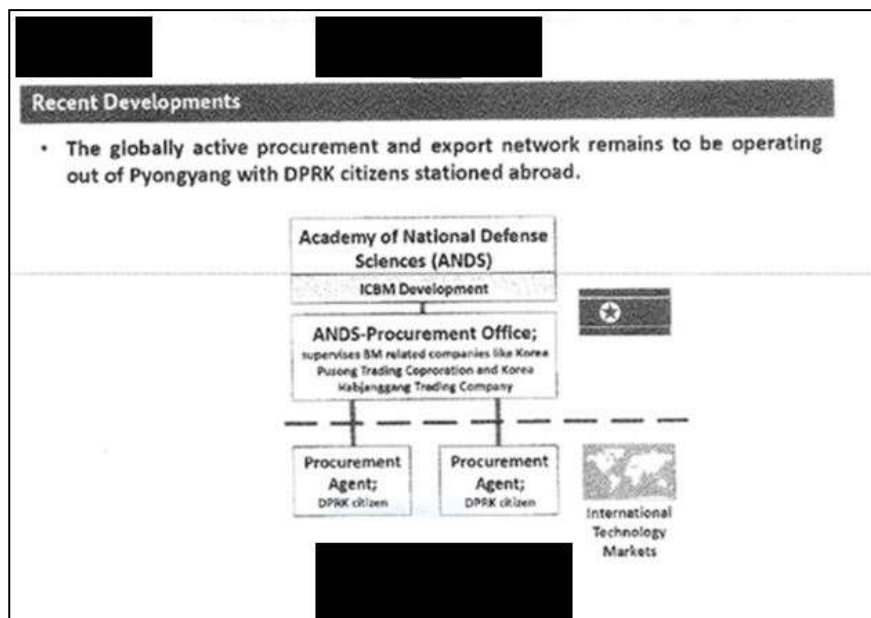 Recent Developments
• The globally active procurement and export network remains to be operating
out of Pyongyang with DPRK citizens stationed abroad.
Academy of National Defense
Sciences (ANDS)
ICBM Development
ANDS-Procurement Office;
supervises BM related companies like Korea
Pusong Trading Coproration and Korea
Habjanggang Trading Company
Procurement
Agent;
DPRK citizen
Procurement
Agent;
DPRK citizen
International
Technology
Markets